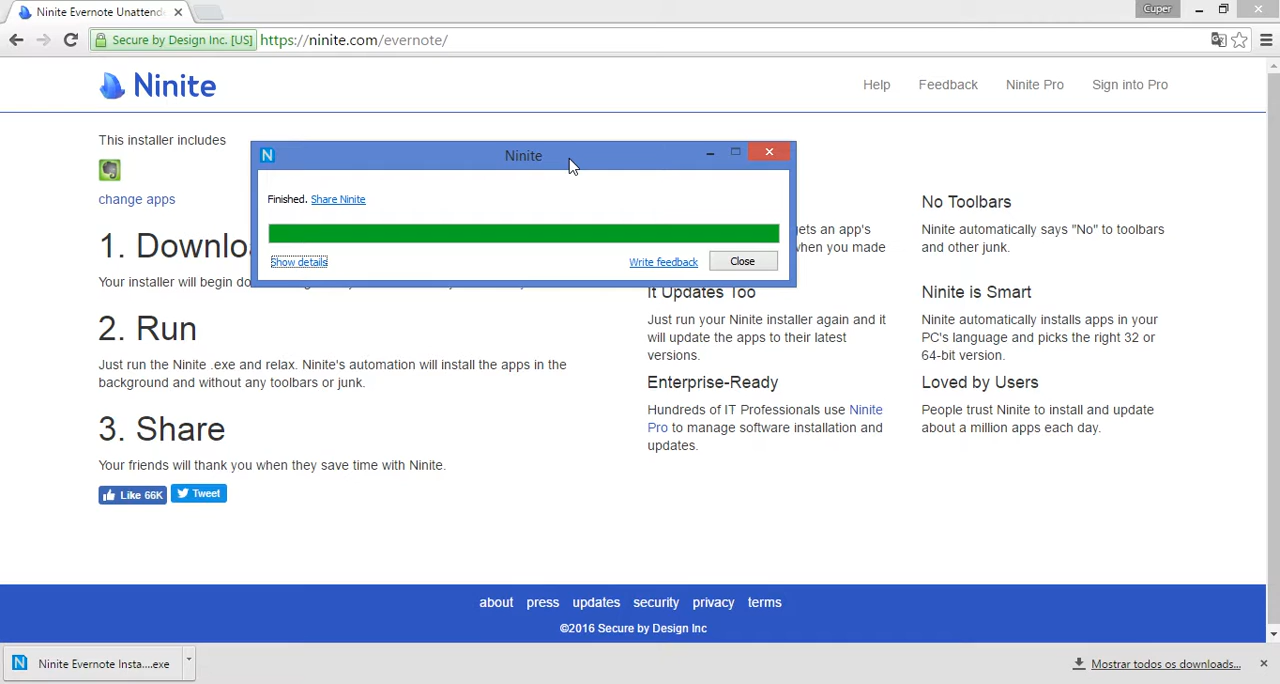 Ninite Evernote Unattend
Cuper
Secure by Design Inc. [US]
https://ninite.com/evernote/
Ninite
Help
Feedback
Ninite Pro
Sign into Pro
This installer includes
change apps
1. Downlo
Your installer will begin do
2. Run
Just run the Ninite .exe and relax. Ninite's automation will install the apps in the
background and without any toolbars or junk.
3. Share
Your friends will thank you when they save time with Ninite.
Like 66K
Tweet
Ninite
Finished. Share Ninite
Show details
Write feedback
Close
gets an app's
when you made
It Updates Too
Just run your Ninite installer again and it
will update the apps to their latest
versions.
Enterprise-Ready
Hundreds of IT Professionals use Ninite
Pro to manage software installation and
updates.
No Toolbars
Ninite automatically says "No" to toolbars
and other junk.
Ninite is Smart
Ninite automatically installs apps in your
PC's language and picks the right 32 or
64-bit version.
Loved by Users
People trust Ninite to install and update
about a million apps each day.
about
press
updates
security
privacy
terms
©2016 Secure by Design Inc
Ninite Evernote Insta....exe
Mostrar todos os downloads...